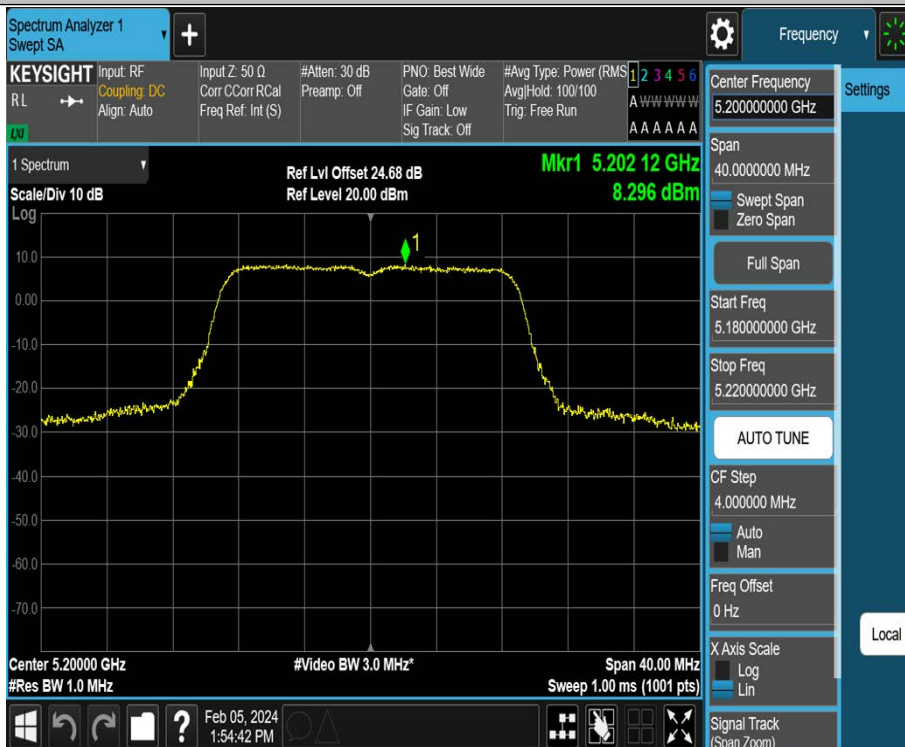 Spectrum Analyzer 1
Swept SA
Frequency
KEYSIGHT
RL
LXI
Input: RF
Coupling: DC
Align: Auto
Input Z: 50 Ω
Corr CCorr RCal
Freq Ref: Int (S)
#Atten: 30 dB
Preamp: Off
PNO: Best Wide
Gate: Off
IF Gain: Low
Sig Track: Off
#Avg Type: Power (RMS
Avg|Hold: 100/100
Trig: Free Run
1 2 3 4 5 6
A W W W W W
A A A A A A
1 Spectrum
Scale/Div 10 dB
Ref Lvl Offset 24.68 dB
Ref Level 20.00 dBm
Mkr1 5.202 12 GHz
8.296 dBm
Log
1
10.0
0.00
-10.0
-20.0
-30.0
-40.0
-50.0
-60.0
-70.0
Center 5.20000 GHz
#Res BW 1.0 MHz
#Video BW 3.0 MHz*
Span 40.00 MHz
Sweep 1.00 ms (1001 pts)
?
Feb 05, 2024
1:54:42 PM
Center Frequency
5.200000000 GHz
Span
40.0000000 MHz
Swept Span
Zero Span
Full Span
Start Freq
5.180000000 GHz
Stop Freq
5.220000000 GHz
AUTO TUNE
CF Step
4.000000 MHz
Auto
Man
Freq Offset
0 Hz
X Axis Scale
Log
Lin
Signal Track
(Span Zoom)
Settings
Local